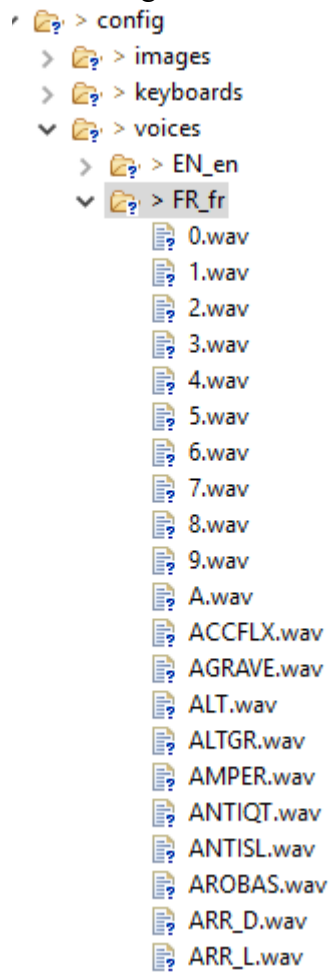 > config
> images
> keyboards
> voices
> EN_en
> FR_fr
0.wav
1.wav
2.wav
3.wav
4.wav
5.wav
6.wav
7.wav
8.wav
9.wav
A.wav
ACCFLX.wav
AGRAVE.wav
ALT.wav
ALTGR.wav
AMPER.wav
ANTIQT.wav
ANTISL.wav
AROBAS.wav
ARR_D.wav
ARR_L.wav